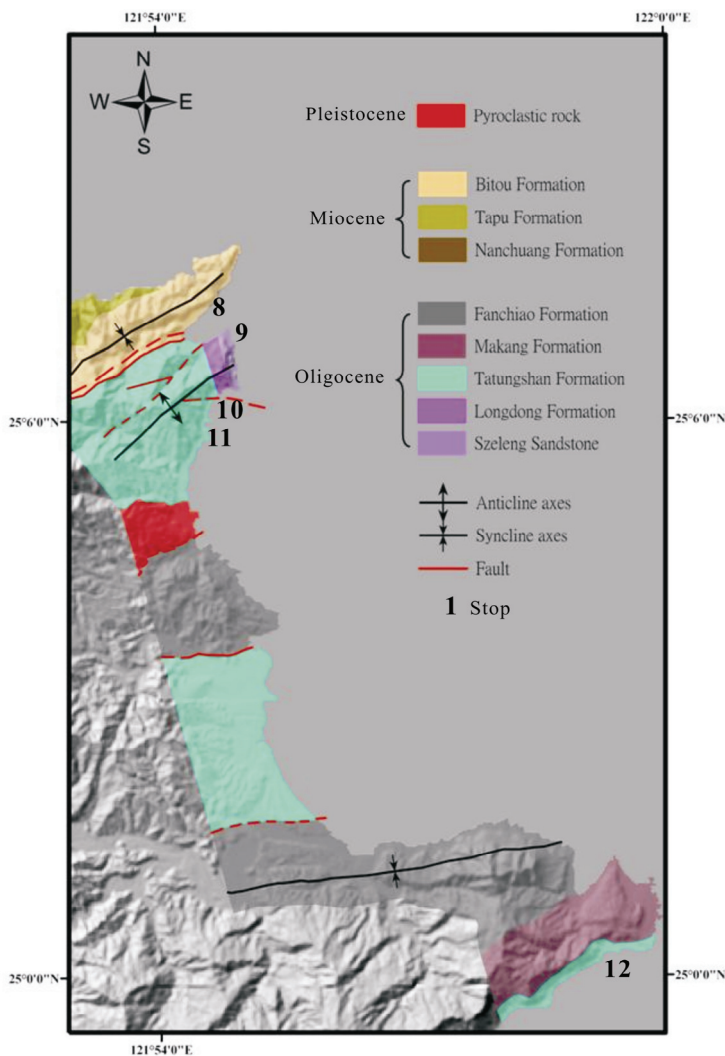 121°54'0"E
122°0'0"E
N
W E
S
Pleistocene
Pyroclastic rock
Miocene
Bitou Formation
Tapu Formation
Nanchuang Formation
Oligocene
Fanchiao Formation
Makang Formation
Tatungshan Formation
Longdong Formation
Szeleng Sandstone
Anticline axes
Syncline axes
Fault
1 Stop
8
9
10
11
25°6'0"N
25°6'0"N
12
25°0'0"N
25°0'0"N
121°54'0"E